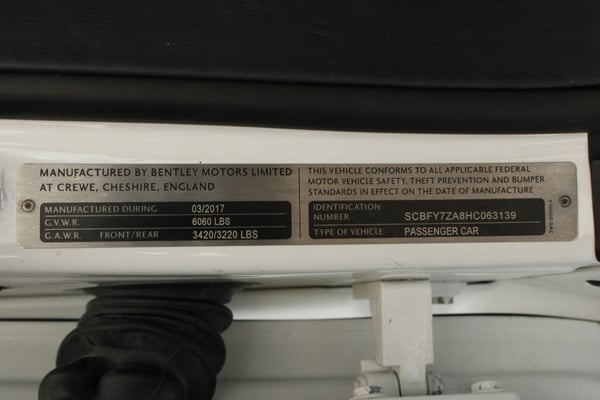 MANUFACTURED BY BENTLEY MOTORS LIMITED
AT CREWE, CHESHIRE, ENGLAND
MANUFACTURED DURING 03/2017
G.V.W.R. 6060 LBS
G.A.W.R. FRONT/REAR 3420/3220 LBS
THIS VEHICLE CONFORMS TO ALL APPLICABLE FEDERAL
MOTOR VEHICLE SAFETY, THEFT PREVENTION AND BUMPER
STANDARDS IN EFFECT ON THE DATE OF MANUFACTURE
IDENTIFICATION
NUMBER SCBFY7ZA8HC063139
TYPE OF VEHICLE PASSENGER CAR